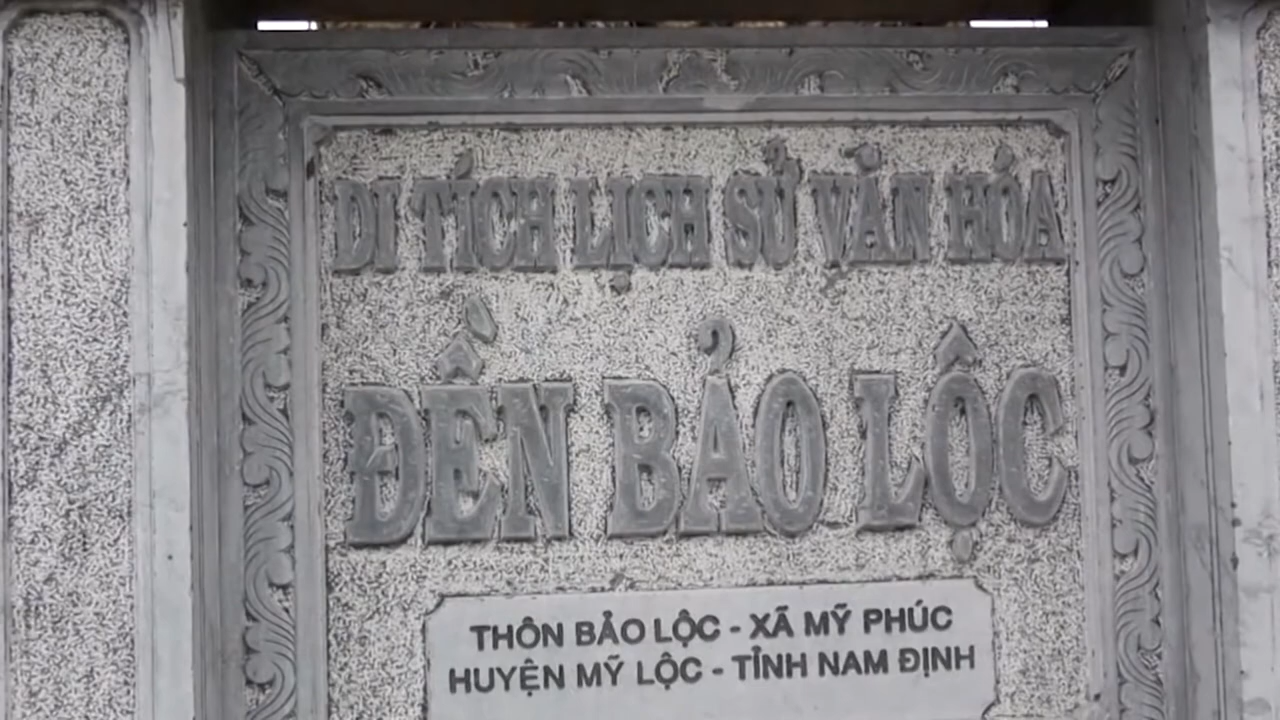 DI TÍCH LỊCH SỬ VĂN HÓA
ĐỀN BẢO LỘC
THÔN BẢO LỘC - XÃ MỸ PHÚC
HUYỆN MỸ LỘC - TỈNH NAM ĐỊNH